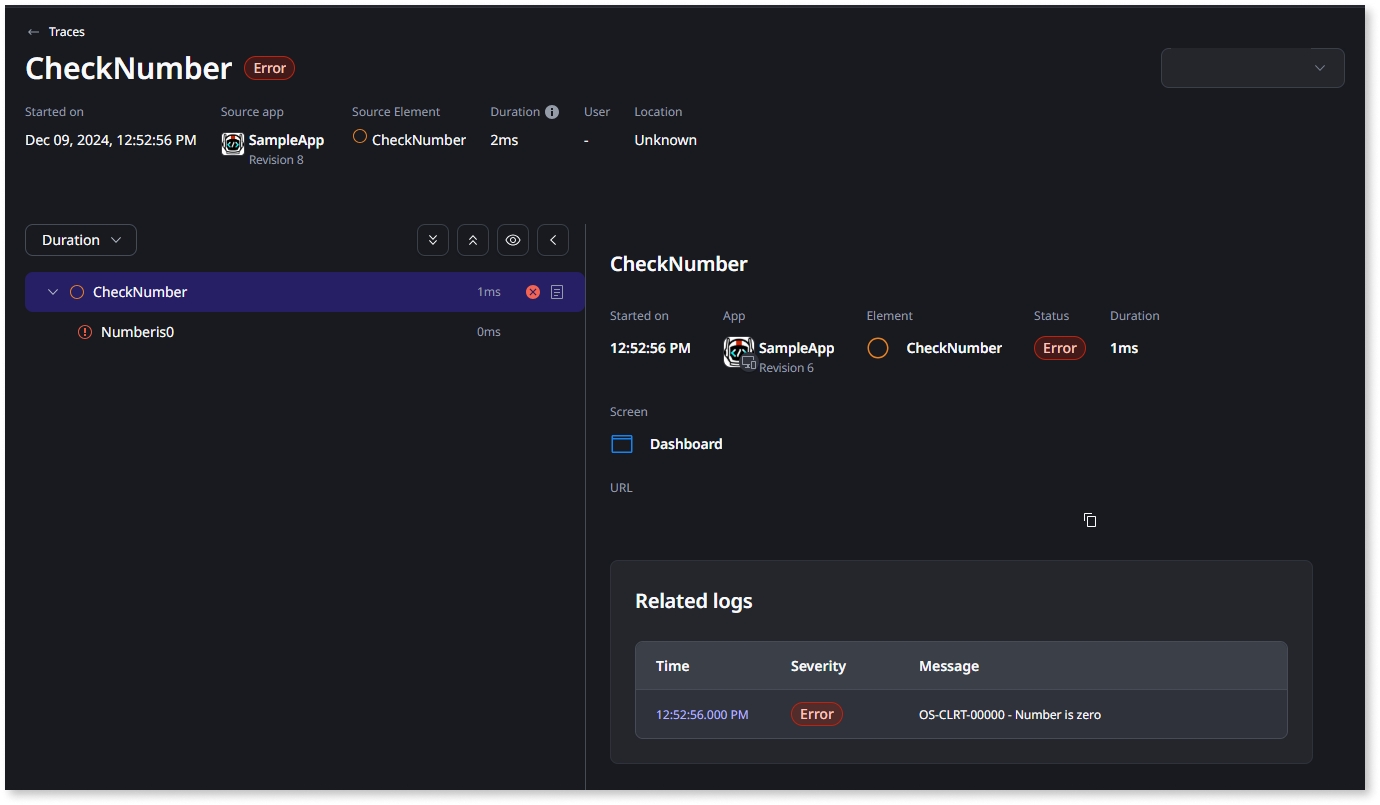 Traces
CheckNumber Error
Started on Source app Source Element Duration User Location
Dec 09, 2024, 12:52:56 PM SampleApp CheckNumber 2ms - Unknown
Revision 8
Duration
CheckNumber 1ms
Numberis0 0ms
CheckNumber
Started on App Element Status Duration
12:52:56 PM SampleApp CheckNumber Error 1ms
Revision 6
Screen
Dashboard
URL
Related logs
Time Severity Message
12:52:56.000 PM Error OS-CLRT-00000 - Number is zero